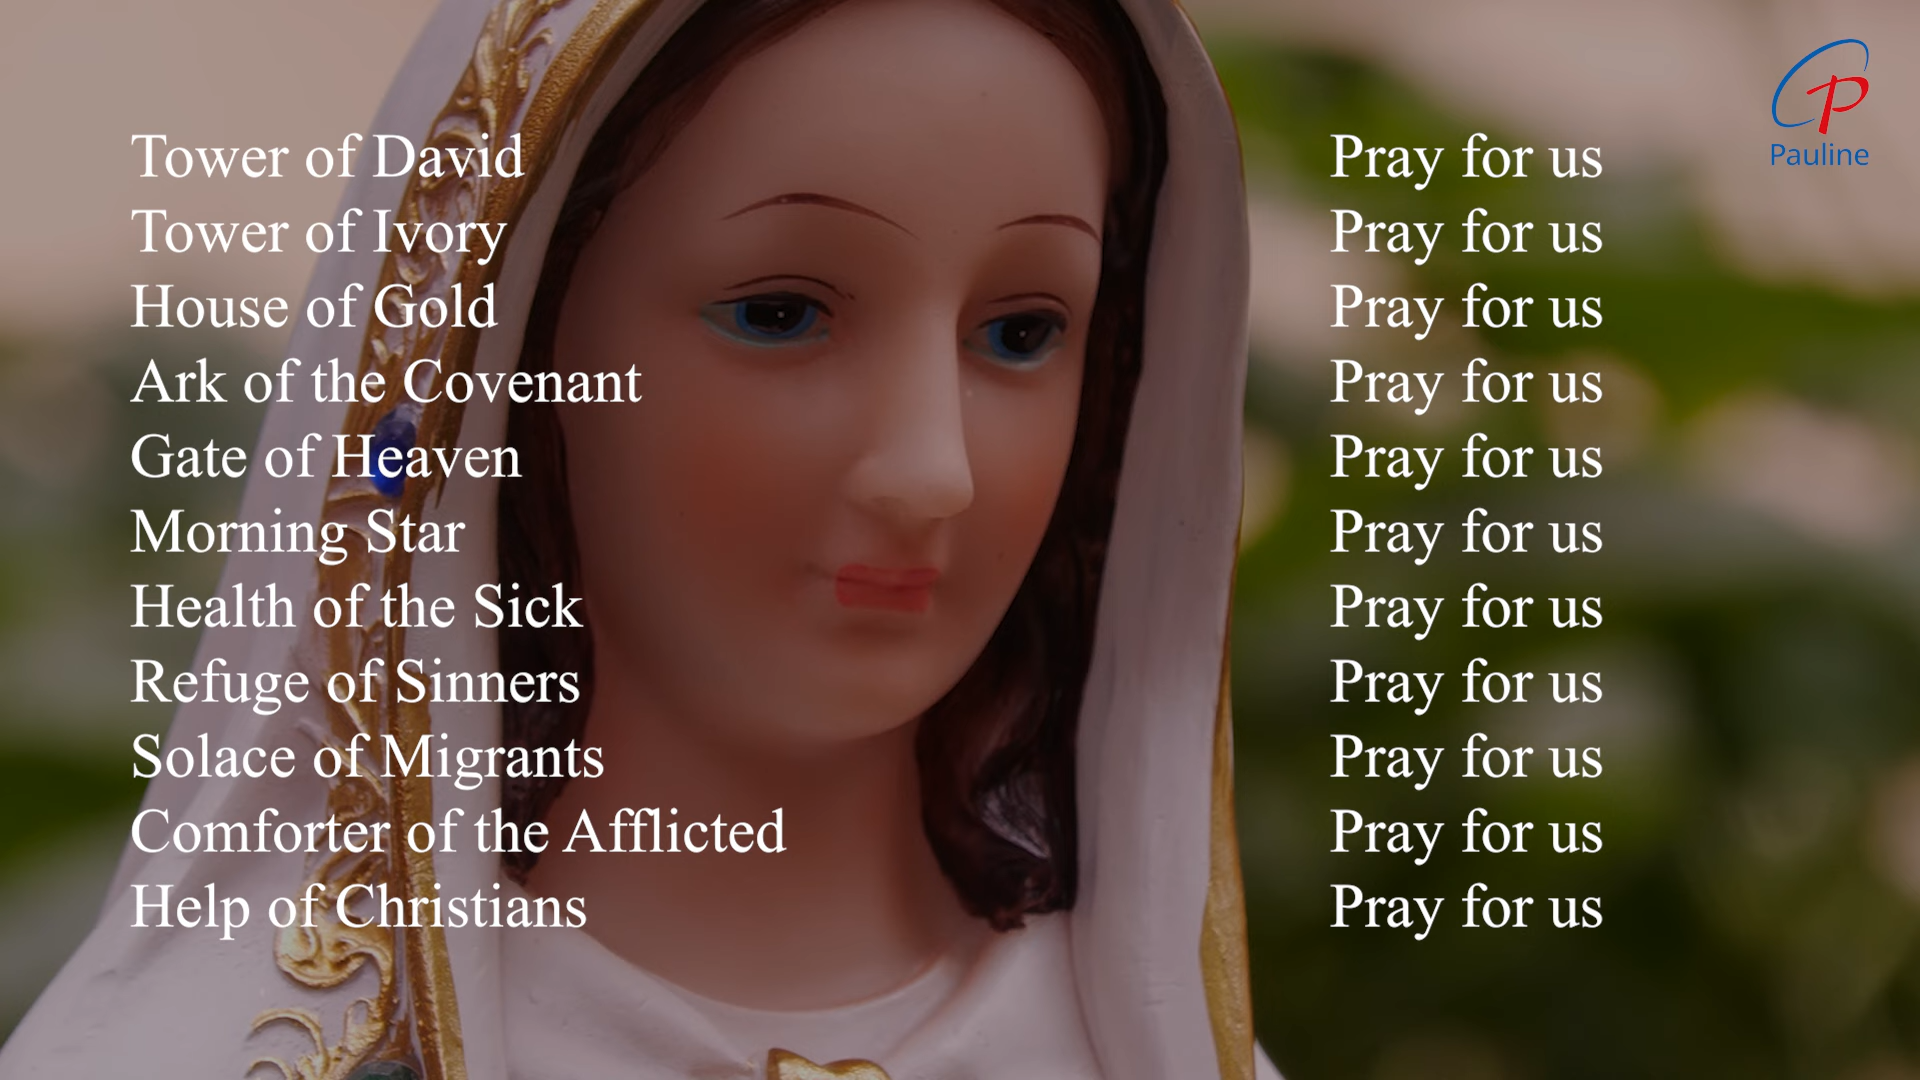 Tower of David Pray for us
Tower of Ivory Pray for us
House of Gold Pray for us
Ark of the Covenant Pray for us
Gate of Heaven Pray for us
Morning Star Pray for us
Health of the Sick Pray for us
Refuge of Sinners Pray for us
Solace of Migrants Pray for us
Comforter of the Afflicted Pray for us
Help of Christians Pray for us
CP
Pauline